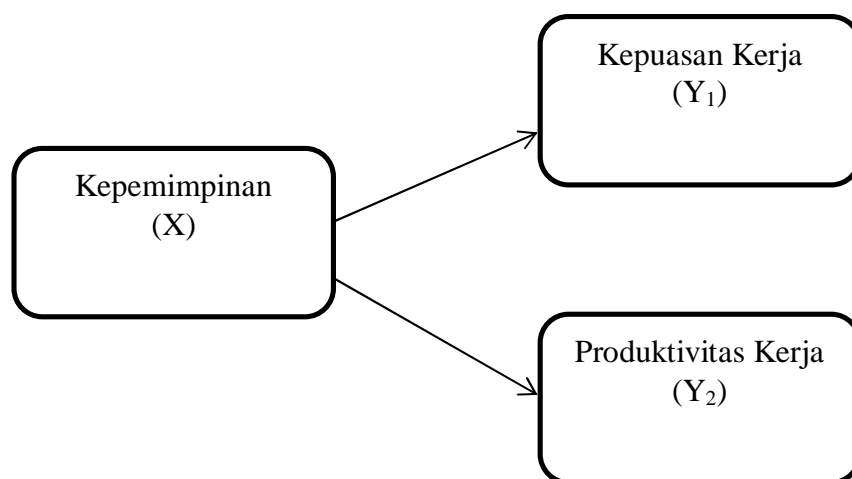 Kepuasan Kerja
(Y₁)
Kepemimpinan
(X)
Produktivitas Kerja
(Y₂)